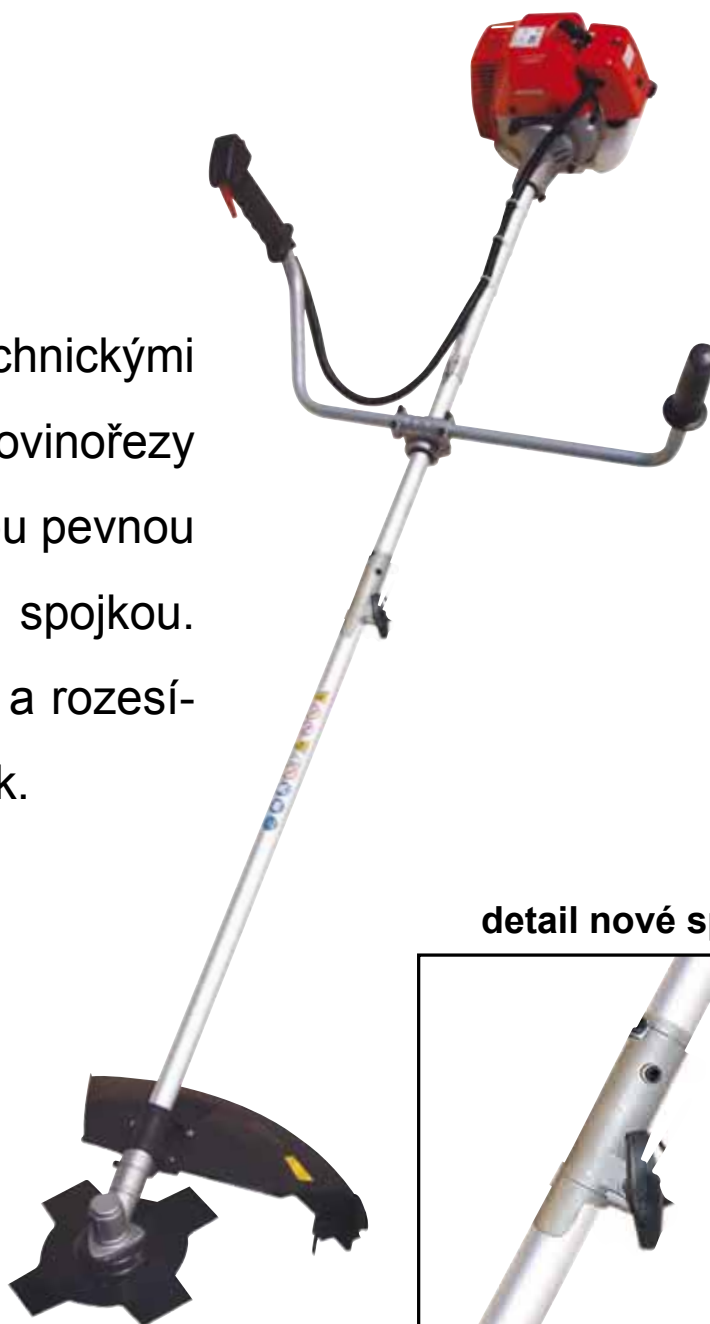 chnickými
ovinořezy
u pevnou
spojkou.
a rozesí-
k.
detail nové sp